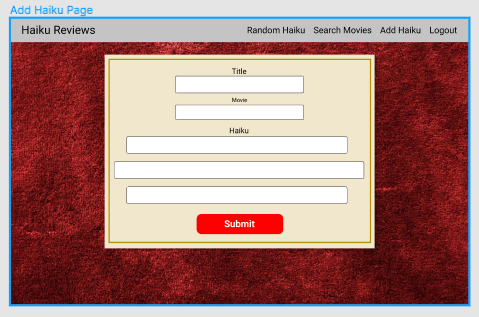 Add Haiku Page
Haiku Reviews Random Haiku Search Movies Add Haiku Logout
Title
Movie
Haiku
Submit